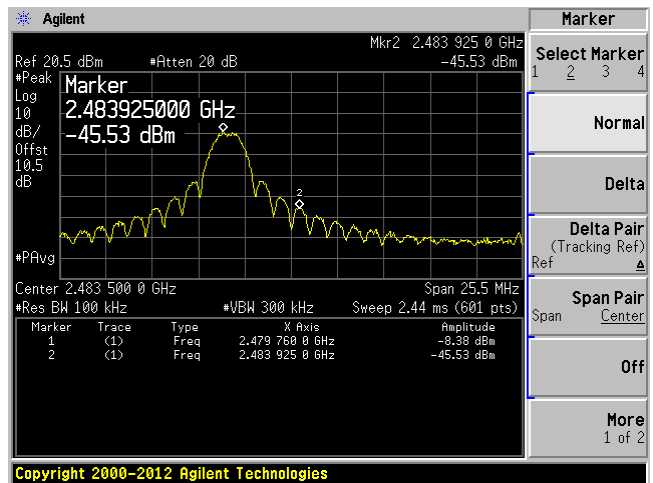 Agilent
Marker
Mkr2 2.483 925 0 GHz
Ref 20.5 dBm #Atten 20 dB -45.53 dBm
#Peak
Log
10
dB/
Offst
10.5
dB
#PAvg
Marker
2.483925000 GHz
-45.53 dBm
2
Center 2.483 500 0 GHz Span 25.5 MHz
#Res BW 100 kHz #VBW 300 kHz Sweep 2.44 ms (601 pts)
Marker Trace Type X Axis Amplitude
1 (1) Freq 2.479 760 0 GHz -8.38 dBm
2 (1) Freq 2.483 925 0 GHz -45.53 dBm
Select Marker
1 2 3 4
Normal
Delta
Delta Pair
(Tracking Ref)
Ref Δ
Span Pair
Span Center
Off
More
1 of 2
Copyright 2000-2012 Agilent Technologies